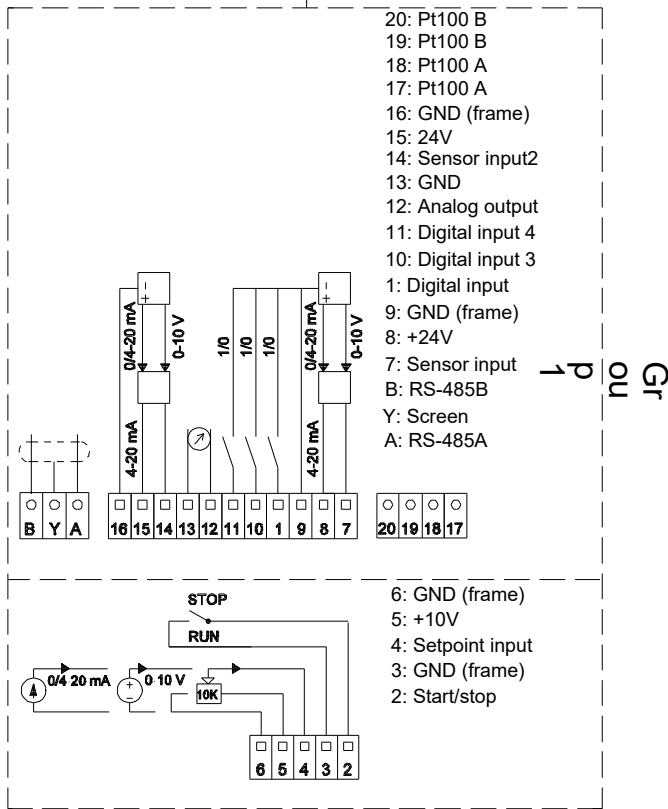 20: Pt100 B
19: Pt100 B
18: Pt100 A
17: Pt100 A
16: GND (frame)
15: 24V
14: Sensor input2
13: GND
12: Analog output
11: Digital input 4
10: Digital input 3
1: Digital input
9: GND (frame)
8: +24V
7: Sensor input
B: RS-485B
Y: Screen
A: RS-485A
Gr
ou
p
1
- +
0/4-20 mA
0-10 V
1/0
1/0
1/0
- +
0/4-20 mA
0-10 V
4-20 mA
4-20 mA
B Y A
16 15 14 13 12 11 10 1 9 8 7
20 19 18 17
6: GND (frame)
5: +10V
4: Setpoint input
3: GND (frame)
2: Start/stop
STOP
RUN
0/4 20 mA
+ -
0 10 V
10K
6 5 4 3 2